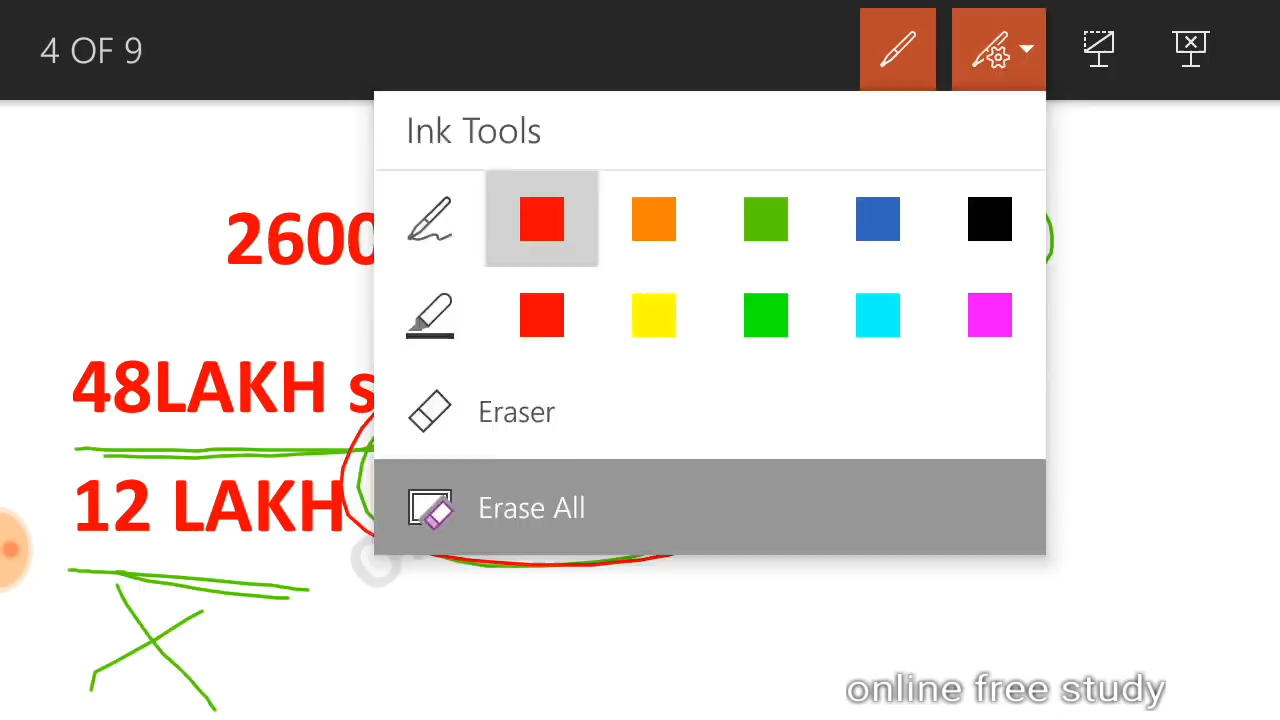 4 OF 9
Ink Tools
2600
48LAKH s
Eraser
12 LAKH
Erase All
online free study